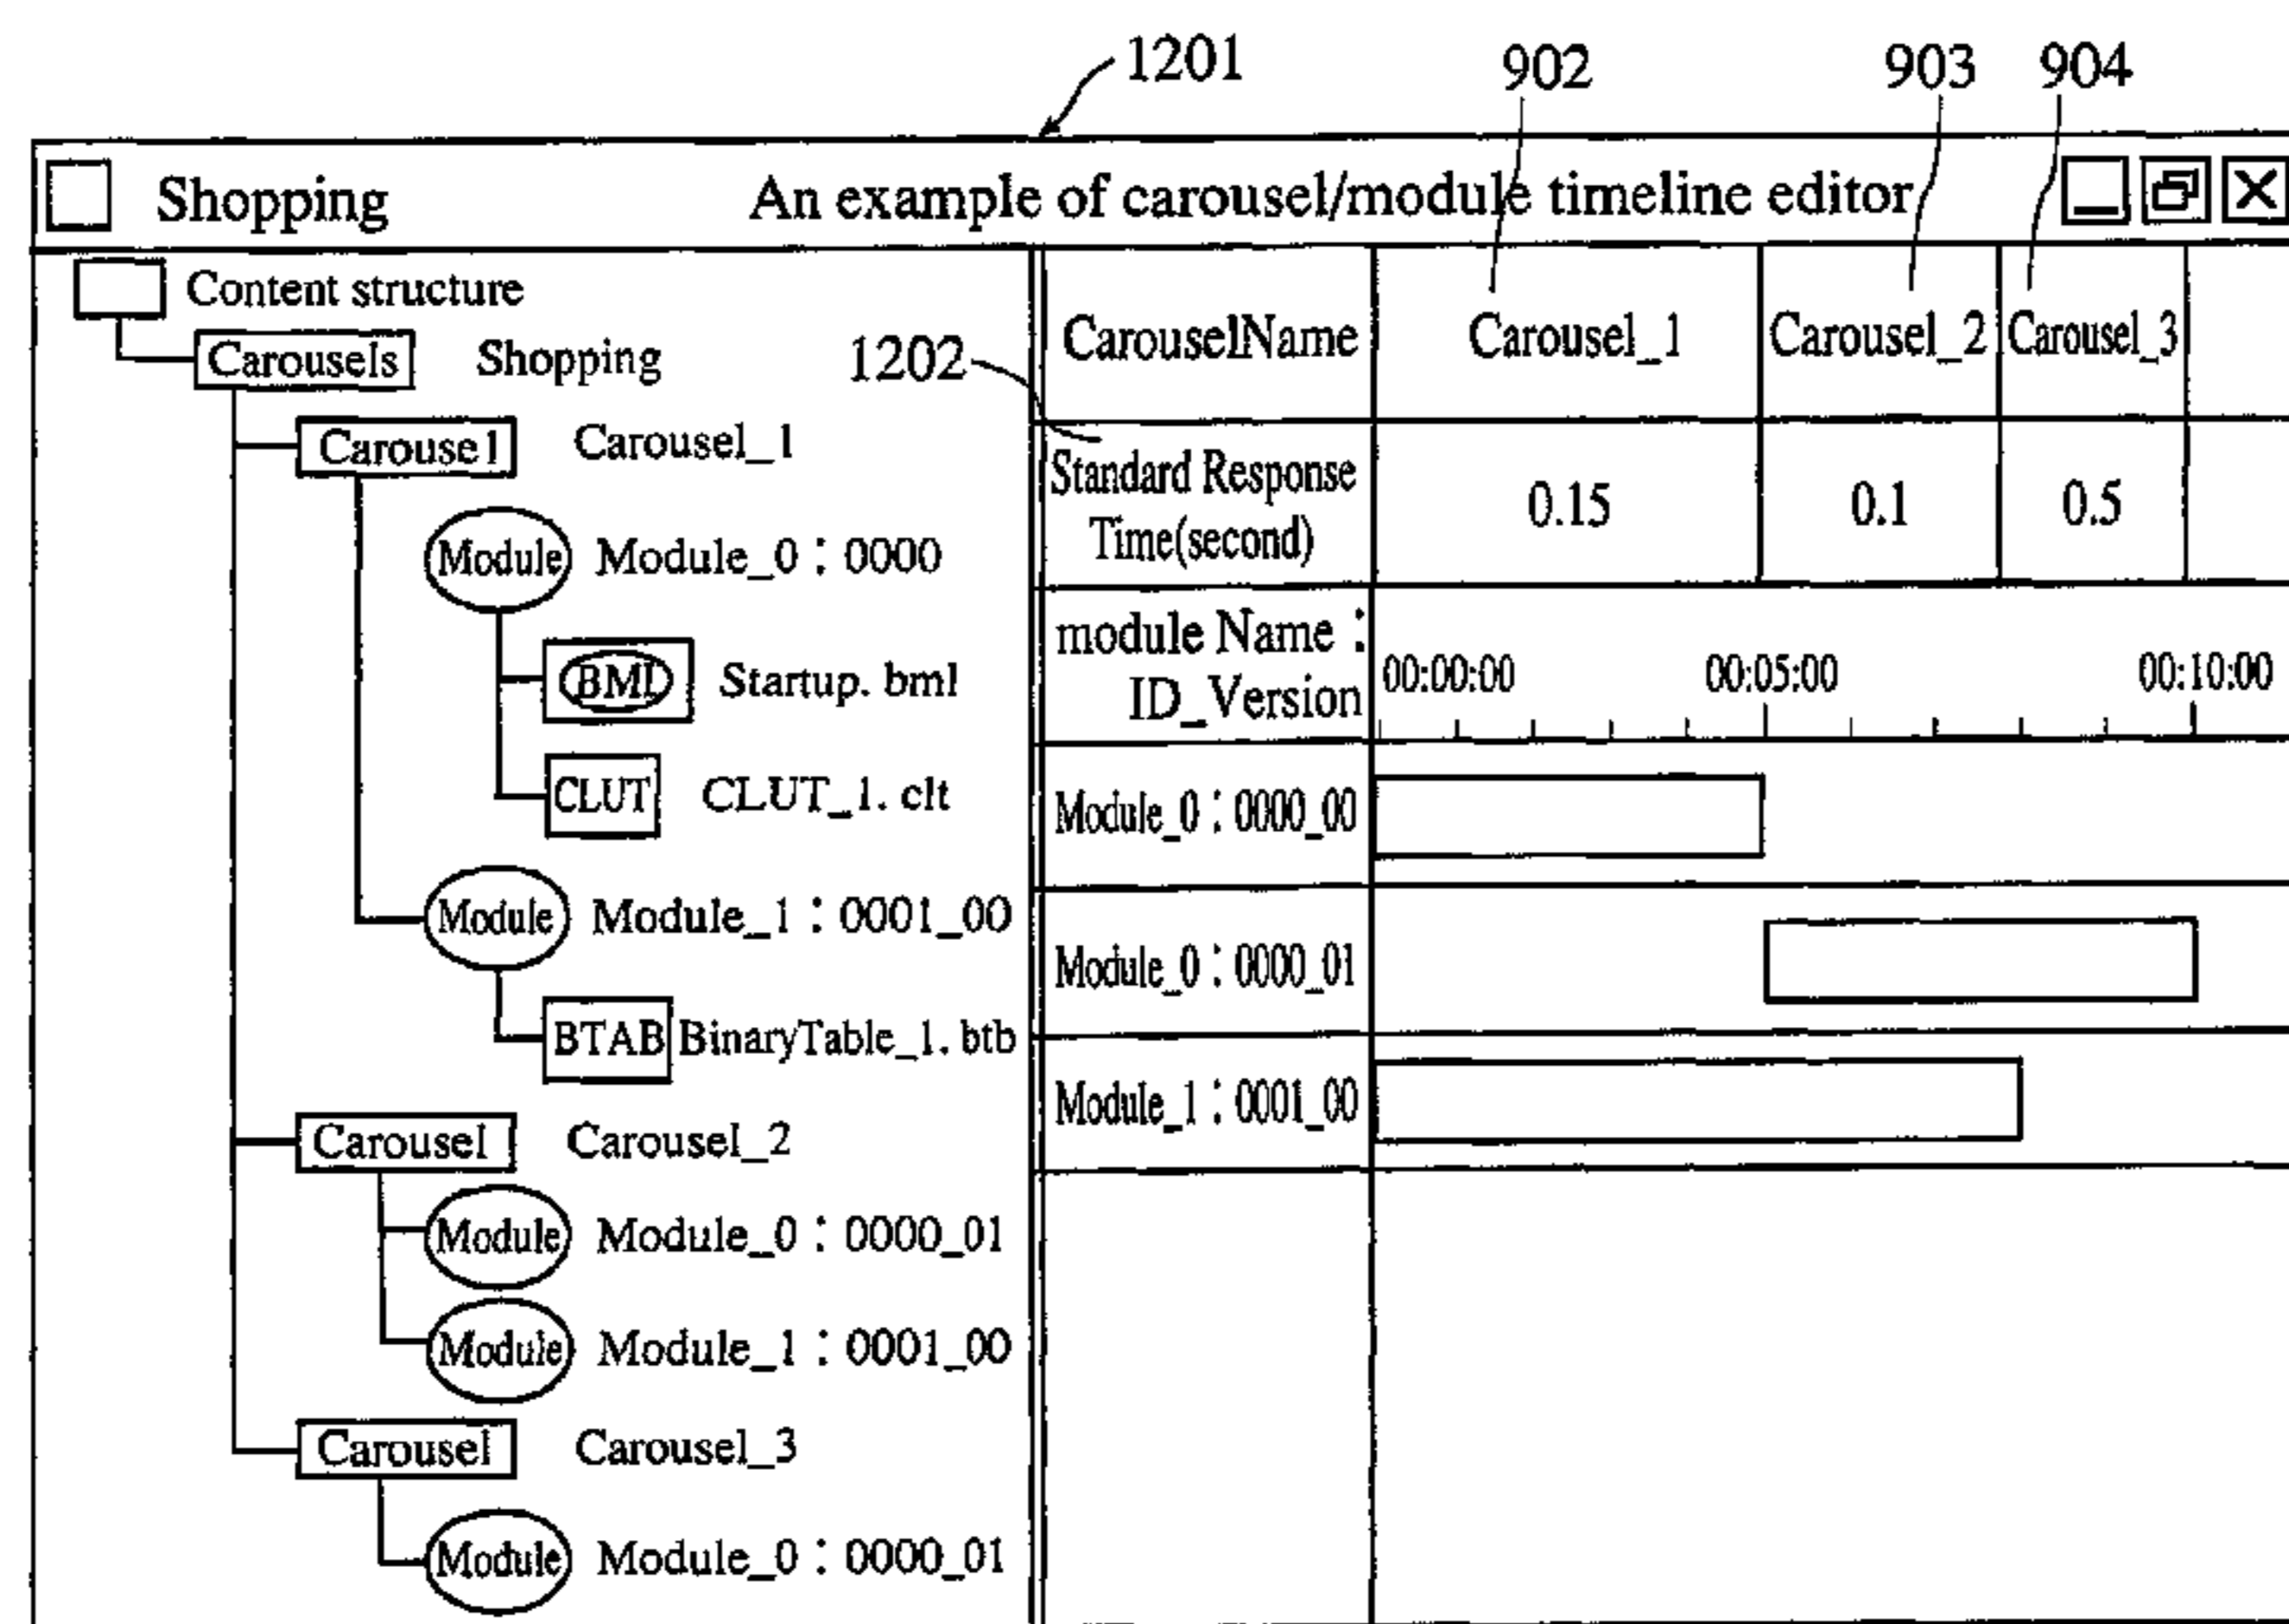 1201
902
903
904
Shopping
An example of carousel/module timeline editor
Content structure
Carousels Shopping
Carousel Carousel_1
Module Module_0 : 0000
BML Startup. bml
CLUT CLUT_1. clt
Module Module_1 : 0001_00
BTAB BinaryTable_1. btb
Carousel Carousel_2
Module Module_0 : 0000_01
Module Module_1 : 0001_00
Carousel Carousel_3
Module Module_0 : 0000_01
1202
CarouselName Carousel_1 Carousel_2 Carousel_3
Standard Response
Time(second)
0.15 0.1 0.5
module Name :
ID_Version
00:00:00 00:05:00 00:10:00
Module_0 : 0000_00
Module_0 : 0000_01
Module_1 : 0001_00